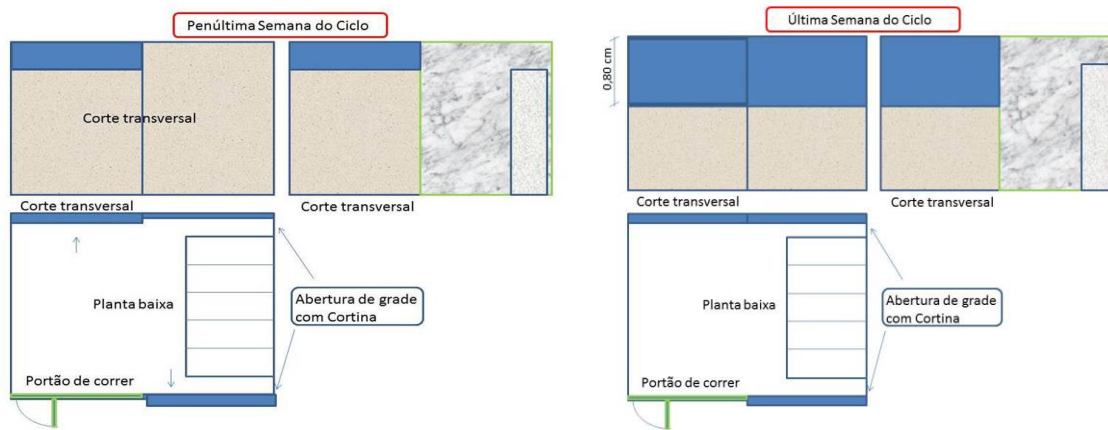 Penúltima Semana do Ciclo
Corte transversal
Corte transversal
Corte transversal
Planta baixa
Abertura de grade
com Cortina
Portão de correr
Última Semana do Ciclo
0,80 cm
Corte transversal
Corte transversal
Planta baixa
Abertura de grade
com Cortina
Portão de correr